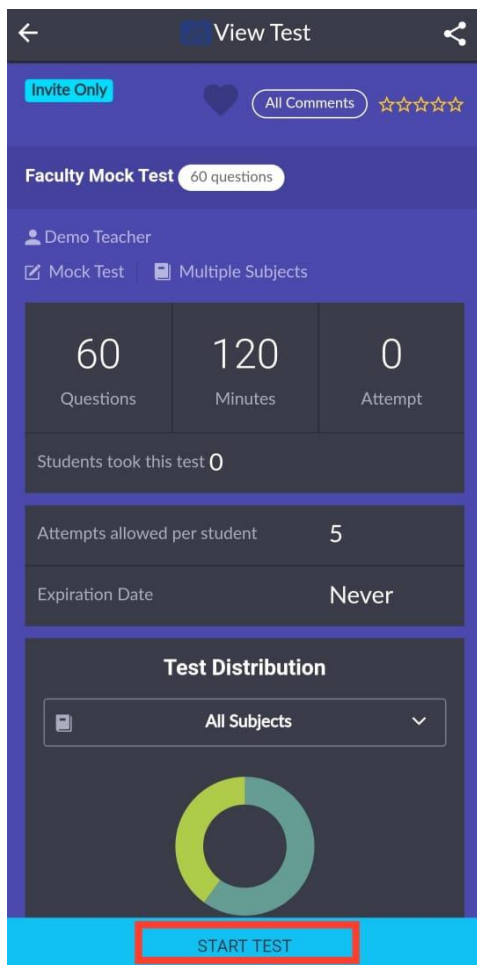 View Test
Invite Only
All Comments
Faculty Mock Test 60 questions
Demo Teacher
Mock Test Multiple Subjects
60 120 0
Questions Minutes Attempt
Students took this test 0
Attempts allowed per student 5
Expiration Date Never
Test Distribution
All Subjects
START TEST